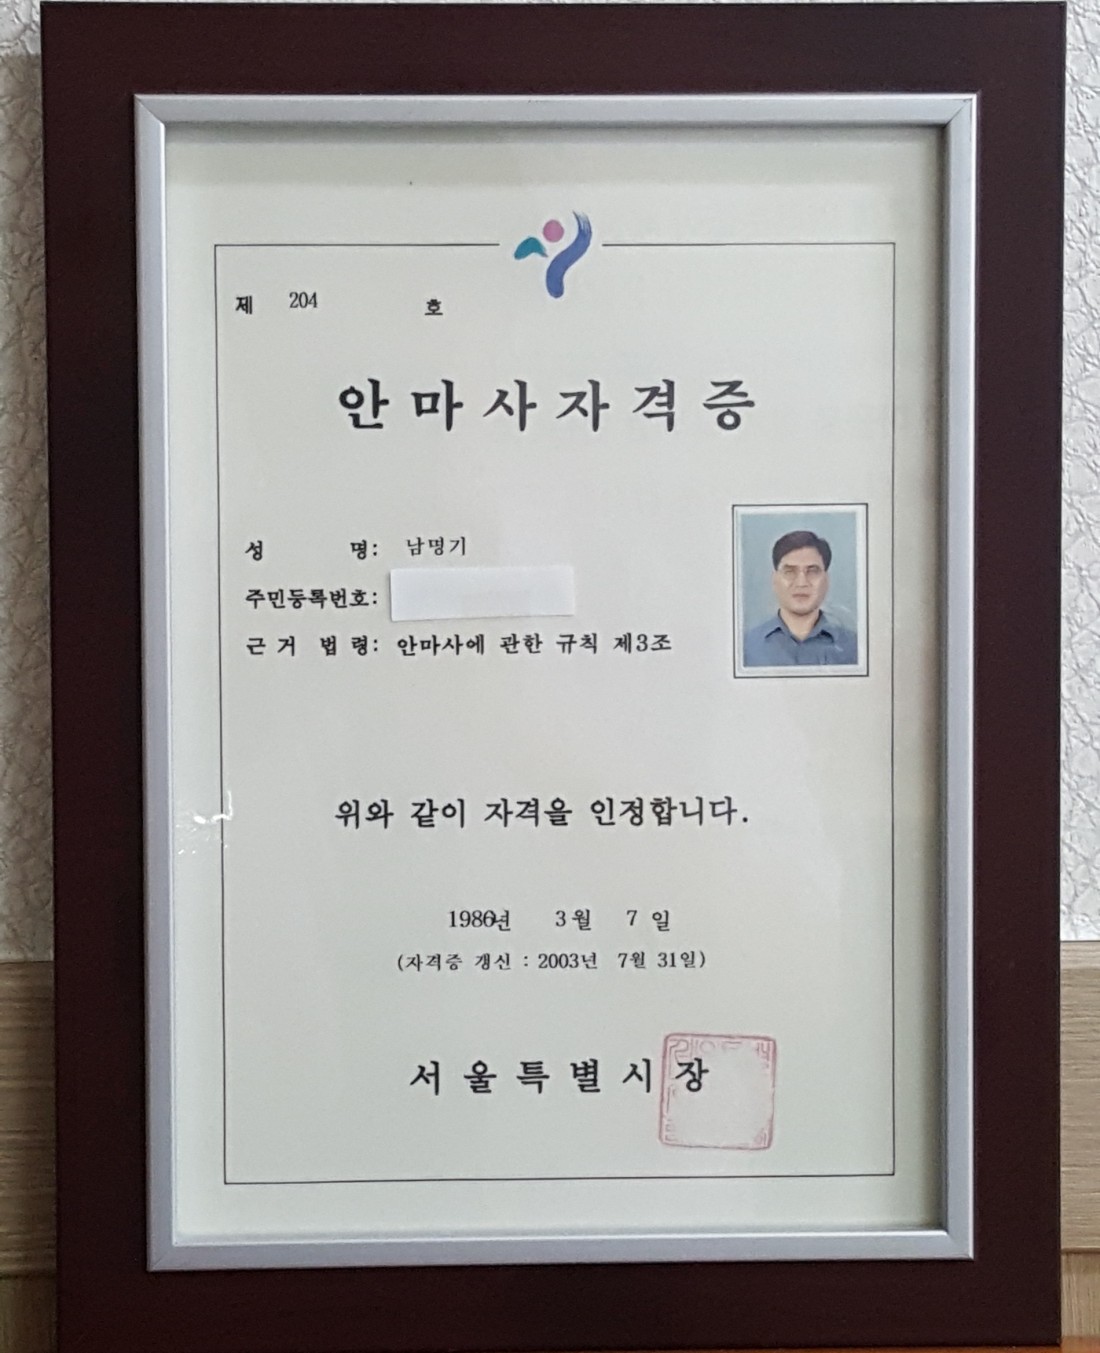 제 204 호
안마사자격증
성 명: 남명기
주민등록번호:
근거 법령: 안마사에 관한 규칙 제3조
위와 같이 자격을 인정합니다.
1986년 3월 7일
(자격증 갱신 : 2003년 7월 31일)
서울특별시장